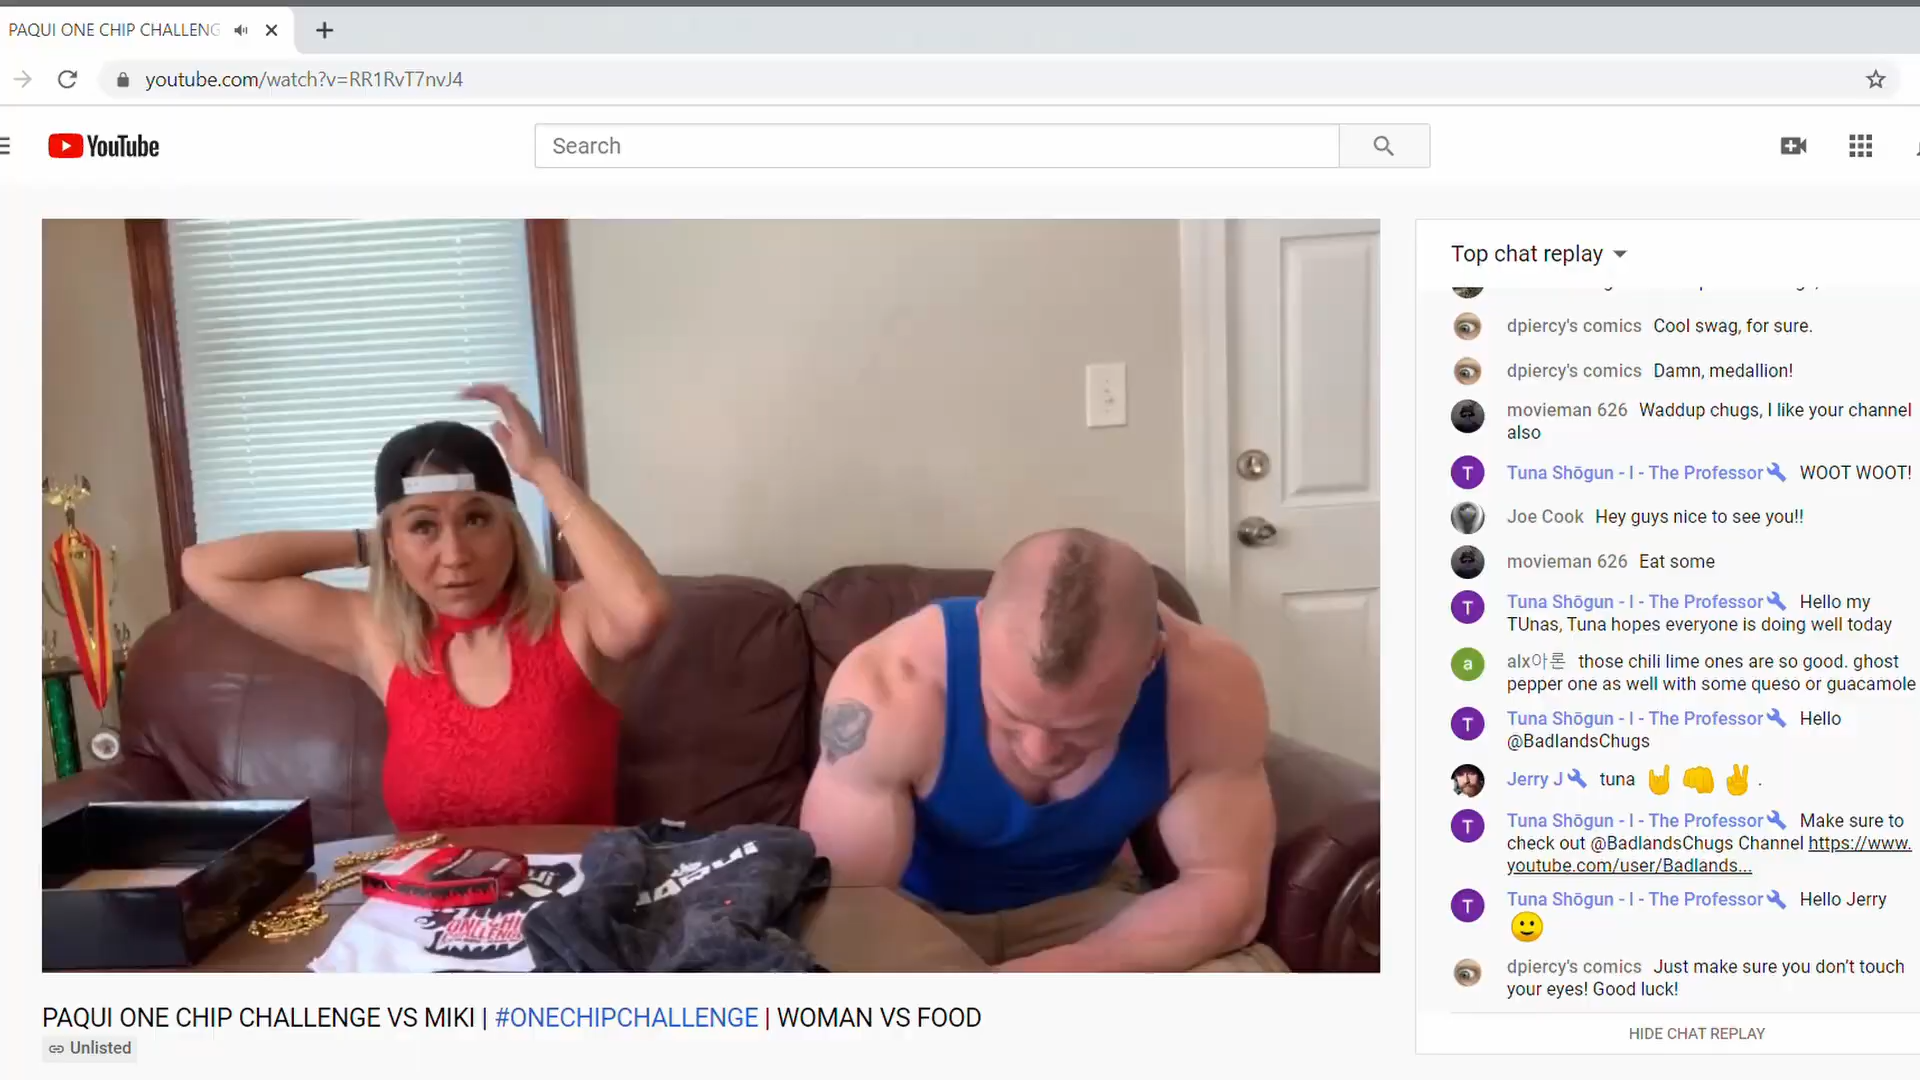 PAQUI ONE CHIP CHALLENG
youtube.com/watch?v=RR1RvT7nvJ4
YouTube
Search
Top chat replay
dpiercy's comics Cool swag, for sure.
dpiercy's comics Damn, medallion!
movieman 626 Waddup chugs, I like your channel
also
T Tuna Shōgun - I - The Professor WOOT WOOT!
Joe Cook Hey guys nice to see you!!
movieman 626 Eat some
T Tuna Shōgun - I - The Professor Hello my
TUnas, Tuna hopes everyone is doing well today
a alx아론 those chili lime ones are so good. ghost
pepper one as well with some queso or guacamole
T Tuna Shōgun - I - The Professor Hello
@BadlandsChugs
Jerry J tuna 🤘 👊 ✌ .
T Tuna Shōgun - I - The Professor Make sure to
check out @BadlandsChugs Channel https://www.
youtube.com/user/Badlands...
T Tuna Shōgun - I - The Professor Hello Jerry
🙂
dpiercy's comics Just make sure you don't touch
your eyes! Good luck!
HIDE CHAT REPLAY
PAQUI
ONE CHIP
CHALLENGE
PAQUI ONE CHIP CHALLENGE VS MIKI | #ONECHIPCHALLENGE | WOMAN VS FOOD
Unlisted